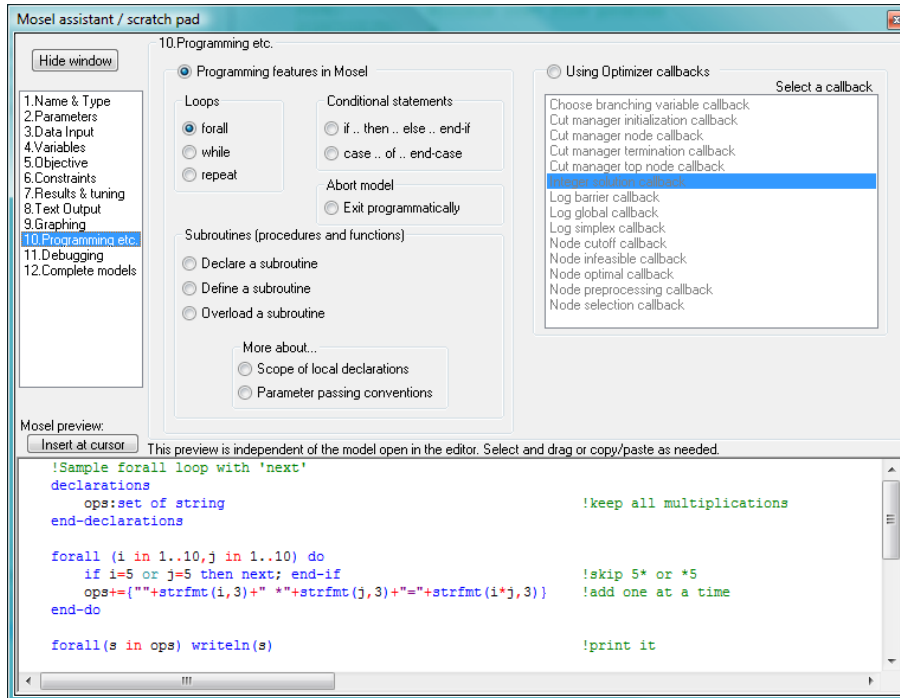 Mosel assistant / scratch pad
Hide window
1.Name & Type
2.Parameters
3.Data Input
4.Variables
5.Objective
6.Constraints
7.Results & tuning
8.Text Output
9.Graphing
10.Programming etc.
11.Debugging
12.Complete models
10.Programming etc.
Programming features in Mosel
Loops
forall
while
repeat
Conditional statements
if .. then .. else .. end-if
case .. of .. end-case
Abort model
Exit programmatically
Subroutines (procedures and functions)
Declare a subroutine
Define a subroutine
Overload a subroutine
More about...
Scope of local declarations
Parameter passing conventions
Using Optimizer callbacks
Select a callback
Choose branching variable callback
Cut manager initialization callback
Cut manager node callback
Cut manager termination callback
Cut manager top node callback
Integer solution callback
Log barrier callback
Log global callback
Log simplex callback
Node cutoff callback
Node infeasible callback
Node optimal callback
Node preprocessing callback
Node selection callback
Mosel preview:
Insert at cursor
This preview is independent of the model open in the editor. Select and drag or copy/paste as needed.
!Sample forall loop with 'next'
declarations
ops:set of string !keep all multiplications
end-declarations
forall (i in 1..10,j in 1..10) do
if i=5 or j=5 then next; end-if !skip 5* or *5
ops+={""+strfmt(i,3)+" *"+strfmt(j,3)+"="+strfmt(i*j,3)} !add one at a time
end-do
forall(s in ops) writeln(s) !print it